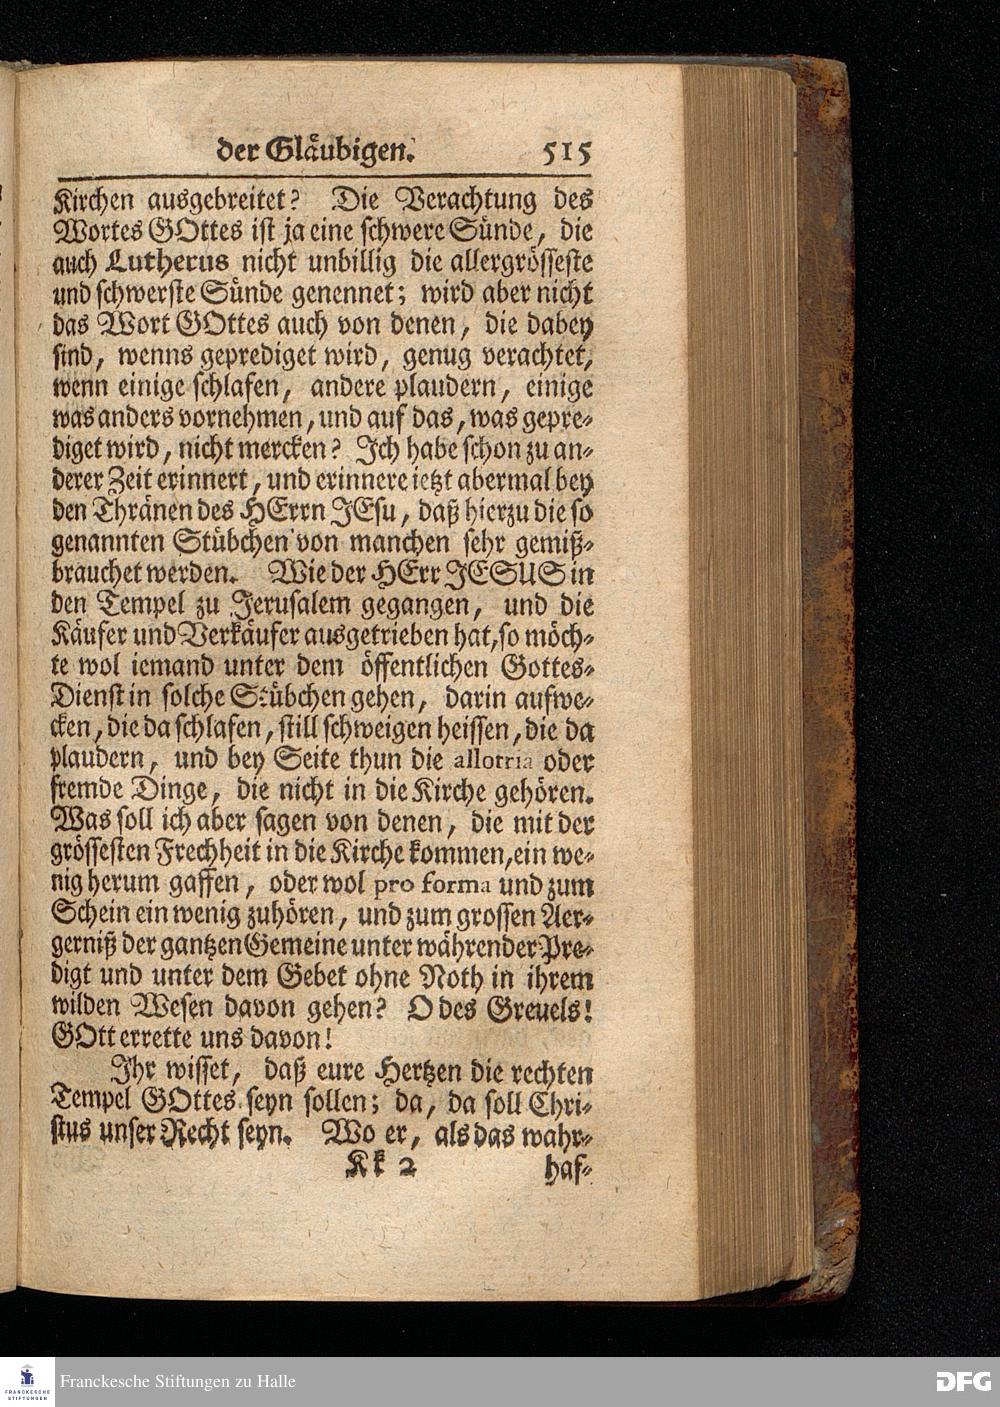 der Gläubigen. 515
Kirchen ausgebreitet? Die Verachtung des
Wortes GOttes ist ja eine schwere Sünde, die
auch Lutherus nicht unbillig die allergrösseste
und schwerste Sünde genennet; wird aber nicht
das Wort GOttes auch von denen, die dabey
sind, wenns geprediget wird, genug verachtet,
wenn einige schlafen, andere plaudern, einige
was anders vornehmen, und auf das, was gepre-
diget wird, nicht mercken? Ich habe schon zu an-
derer Zeit erinnert, und erinnere ietzt abermal bey
den Thränen des HErrn JEsu, daß hierzu die so
genannten Stübchen von manchen sehr gemiß-
brauchet werden. Wie der HErr JESUS in
den Tempel zu Jerusalem gegangen, und die
Käufer und Verkäufer ausgetrieben hat, so möch-
te wol iemand unter dem öffentlichen Gottes-
Dienst in solche Stübchen gehen, darin aufwe-
cken, die da schlafen, still schweigen heissen, die da
plaudern, und bey Seite thun die allotria oder
fremde Dinge, die nicht in die Kirche gehören.
Was soll ich aber sagen von denen, die mit der
grössesten Frechheit in die Kirche kommen, ein we-
nig herum gaffen, oder wol pro forma und zum
Schein ein wenig zuhören, und zum grossen Aer-
gerniß der gantzen Gemeine unter währender Pre-
digt und unter dem Gebet ohne Noth in ihrem
wilden Wesen davon gehen? O des Greuels!
GOtt errette uns davon!
Ihr wisset, daß eure Hertzen die rechten
Tempel GOttes seyn sollen; da, da soll Chri-
stus unser Recht seyn. Wo er, als das wahr-
Kk 2 haf-
FRANCKESCHE
STIFTUNGEN
Franckesche Stiftungen zu Halle
DFG